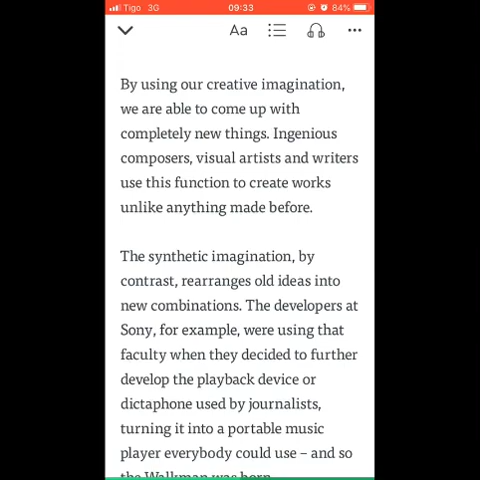 Tigo 3G 09:33 84%
Aa
By using our creative imagination,
we are able to come up with
completely new things. Ingenious
composers, visual artists and writers
use this function to create works
unlike anything made before.
The synthetic imagination, by
contrast, rearranges old ideas into
new combinations. The developers at
Sony, for example, were using that
faculty when they decided to further
develop the playback device or
dictaphone used by journalists,
turning it into a portable music
player everybody could use – and so
the Walkman was born.